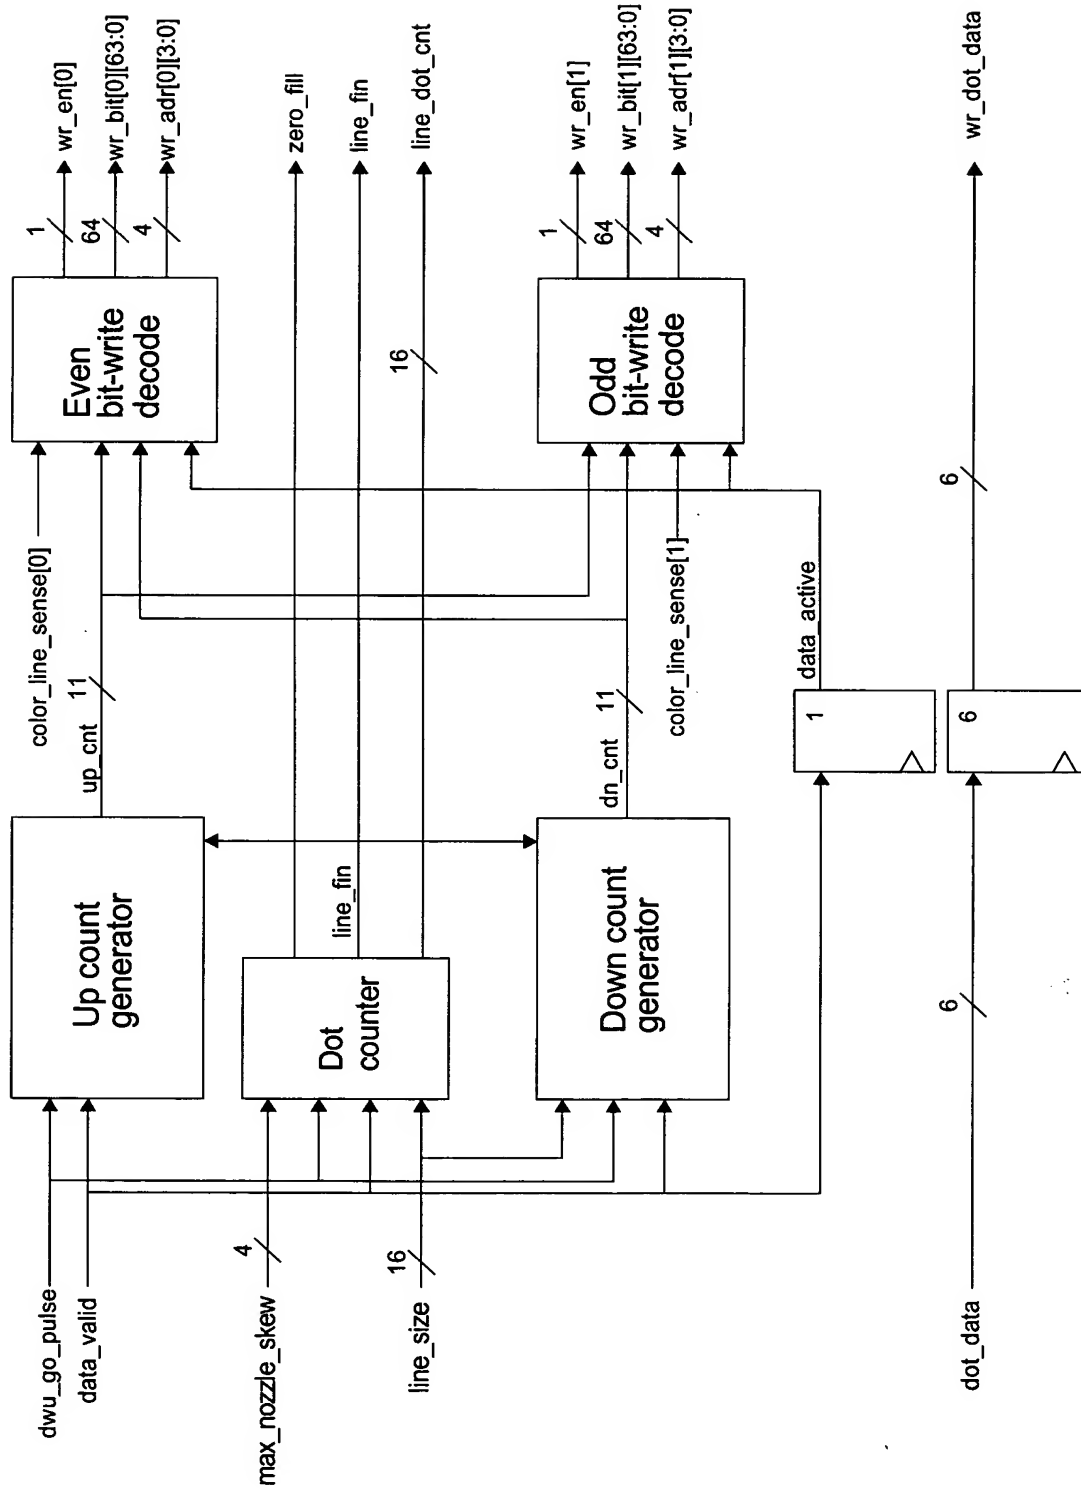 dwu_go_pulse
data_valid
max_nozzle_skew
4
line_size
16
dot_data
6
Up count
generator
Dot
counter
Down count
generator
up_cnt
11
color_line_sense[0]
line_fin
dn_cnt
11
color_line_sense[1]
1
data_active
6
Even
bit-write
decode
16
Odd
bit-write
decode
6
1
64
4
1
64
4
wr_en[0]
wr_bit[0][63:0)
wr_adr[0][3:0)
zero_fill
line_fin
line_dot_cnt
wr_en[1]
wr_bit[1][63:0]
wr_adr[1][3:0]
wr_dot_data